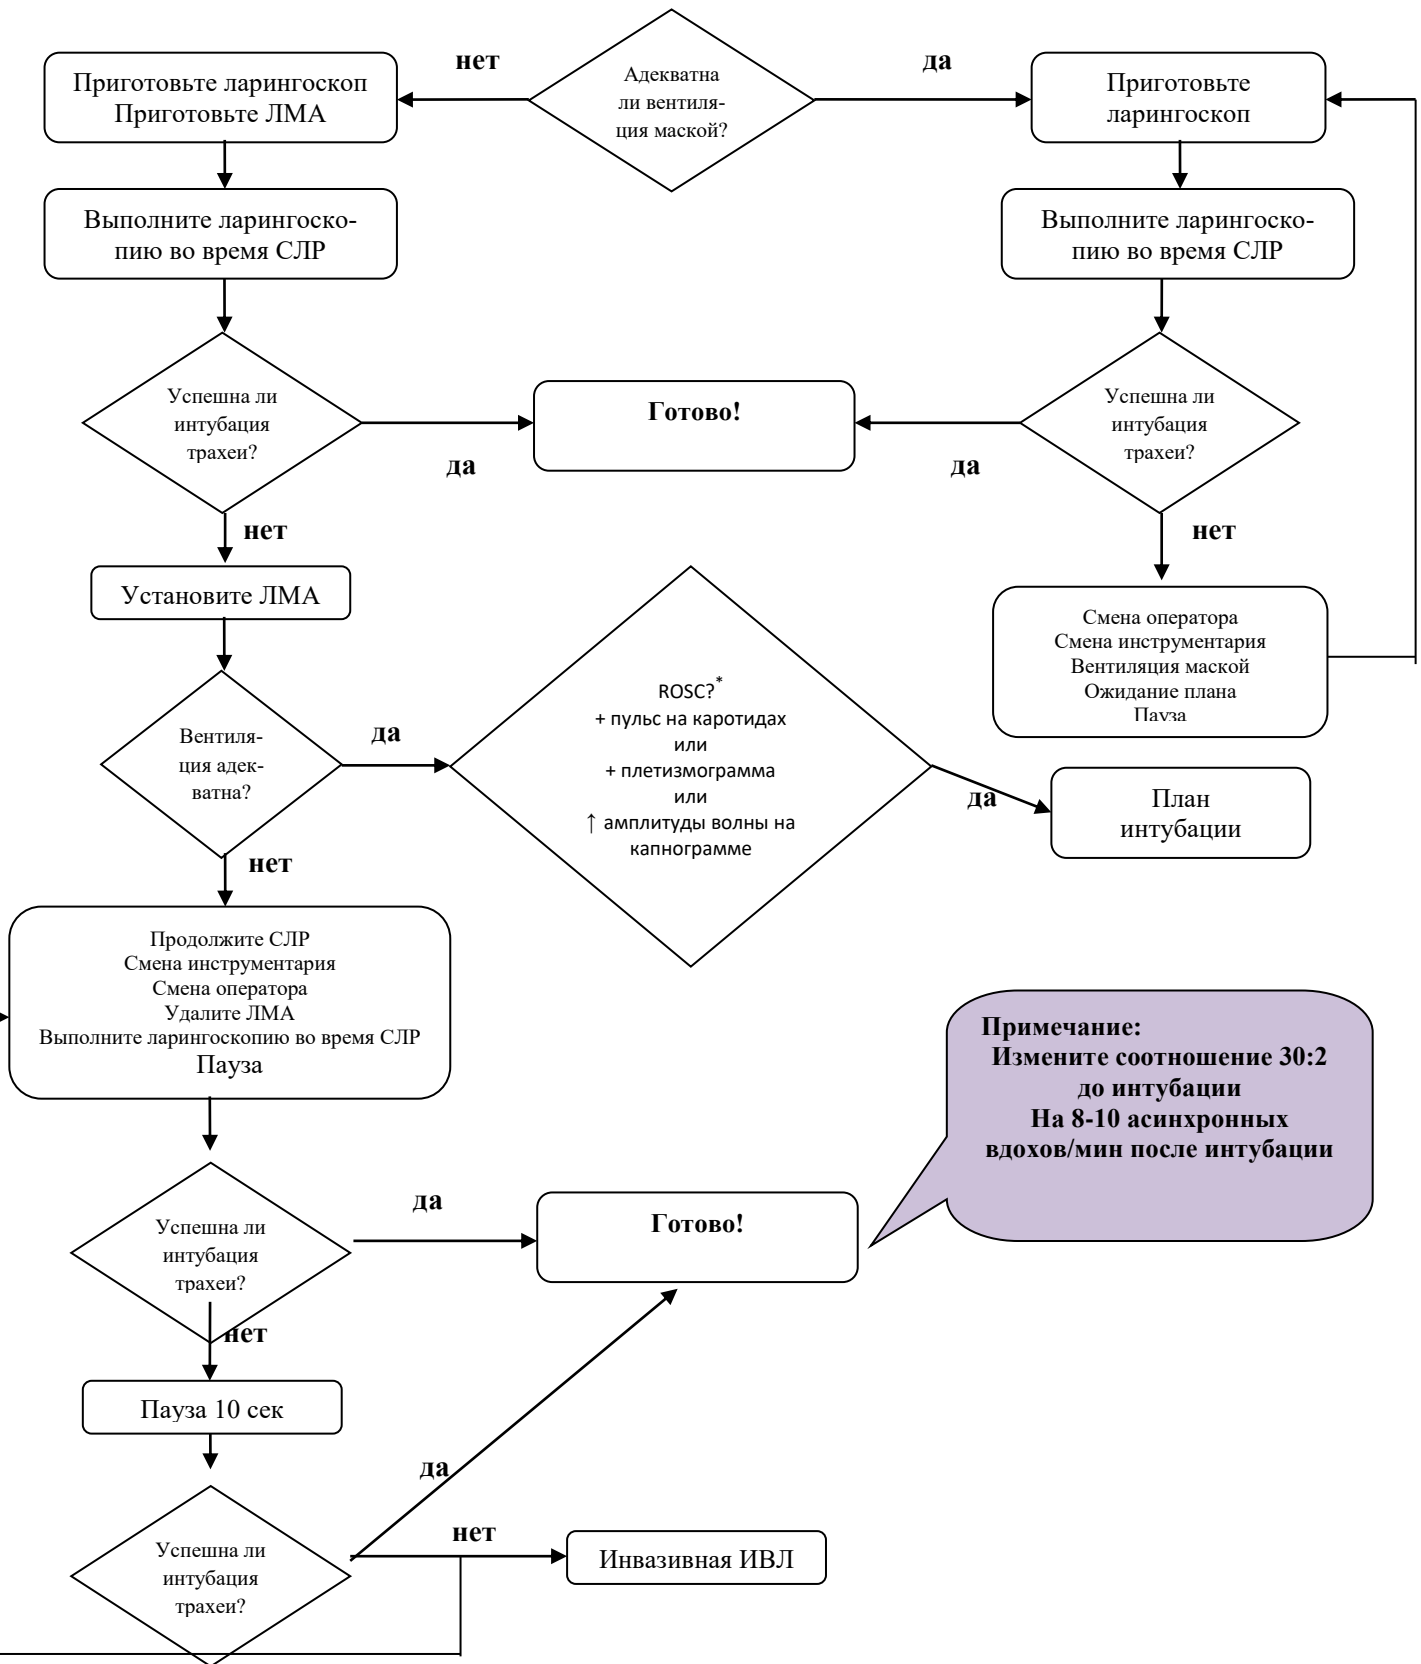 нет
да
Адекватна
ли вентиля-
ция маской?
Приготовьте ларингоскоп
Приготовьте ЛМА
Приготовьте
ларингоскоп
Выполните ларингоско-
пию во время СЛР
Выполните ларингоско-
пию во время СЛР
Успешна ли
интубация
трахеи?
да
Готово!
да
Успешна ли
интубация
трахеи?
нет
нет
Установите ЛМА
Смена оператора
Смена инструментария
Вентиляция маской
Ожидание плана
Пауза
Вентиля-
ция адек-
ватна?
да
ROSC?*
+ пульс на каротидах
или
+ плетизмограмма
или
↑ амплитуды волны на
капнограмме
да
План
интубации
нет
Продолжите СЛР
Смена инструментария
Смена оператора
Удалите ЛМА
Выполните ларингоскопию во время СЛР
Пауза
Примечание:
Измените соотношение 30:2
до интубации
На 8-10 асинхронных
вдохов/мин после интубации
Успешна ли
интубация
трахеи?
да
Готово!
нет
Пауза 10 сек
да
Успешна ли
интубация
трахеи?
нет
Инвазивная ИВЛ